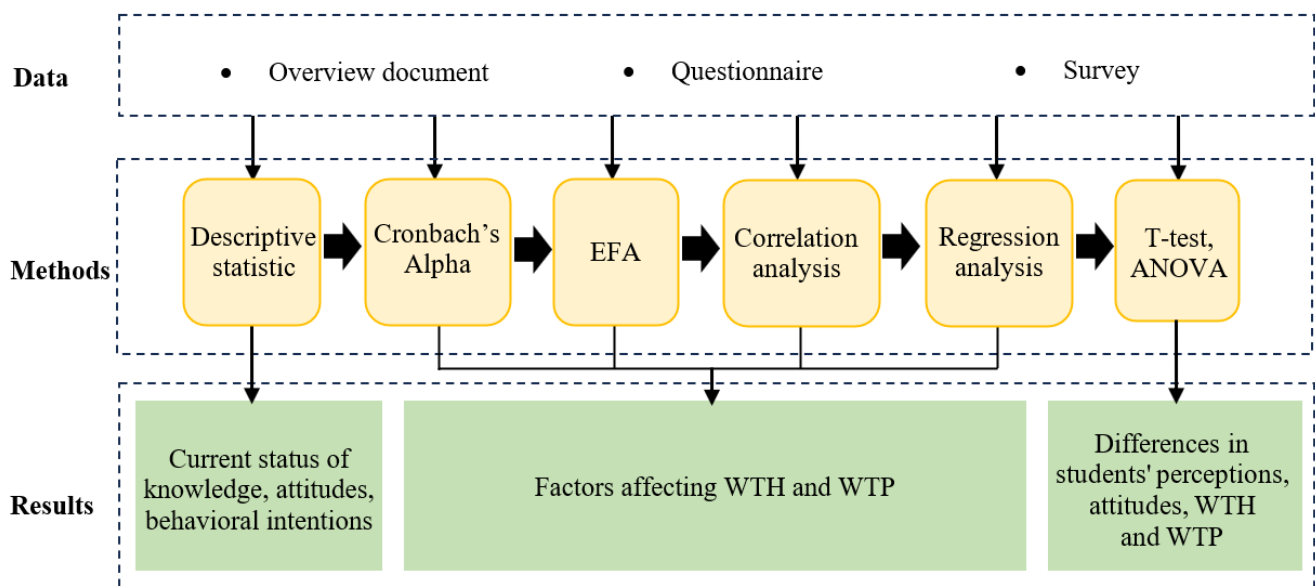 Data
• Overview document
• Questionnaire
• Survey
Methods
Descriptive
statistic
Cronbach's
Alpha
EFA
Correlation
analysis
Regression
analysis
T-test,
ANOVA
Results
Current status of
knowledge, attitudes,
behavioral intentions
Factors affecting WTH and WTP
Differences in
students' perceptions,
attitudes, WTH
and WTP